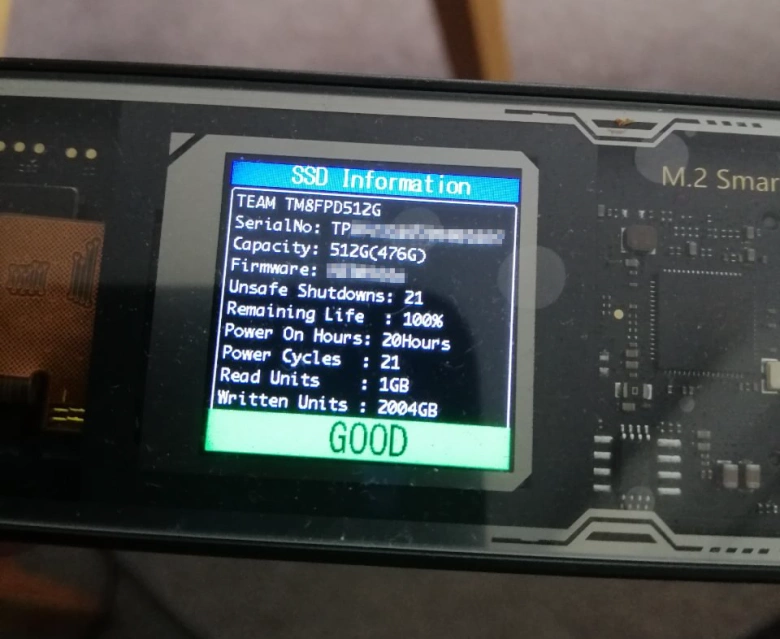 SSD Information
TEAM TM8FPD512G
SerialNo: TP
Capacity: 512G(476G)
Firmware:
Unsafe Shutdowns: 21
Remaining Life : 100%
Power On Hours: 20Hours
Power Cycles : 21
Read Units : 1GB
Written Units : 2004GB
GOOD
M.2 Smar